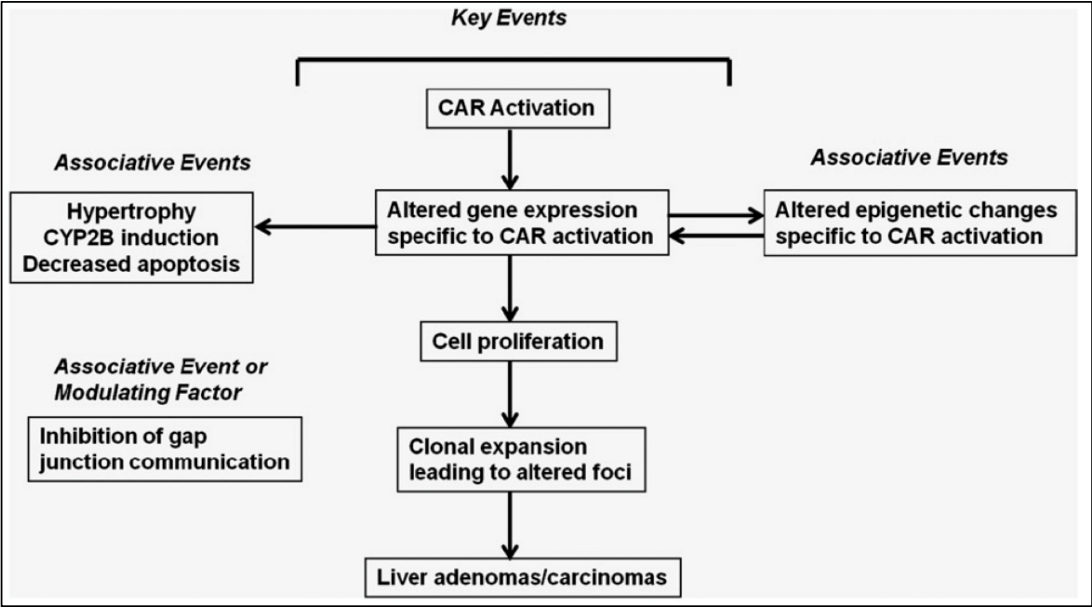 Key Events
CAR Activation
Associative Events
Associative Events
Hypertrophy
CYP2B induction
Decreased apoptosis
Altered gene expression
specific to CAR activation
Altered epigenetic changes
specific to CAR activation
Cell proliferation
Associative Event or
Modulating Factor
Inhibition of gap
junction communication
Clonal expansion
leading to altered foci
Liver adenomas/carcinomas